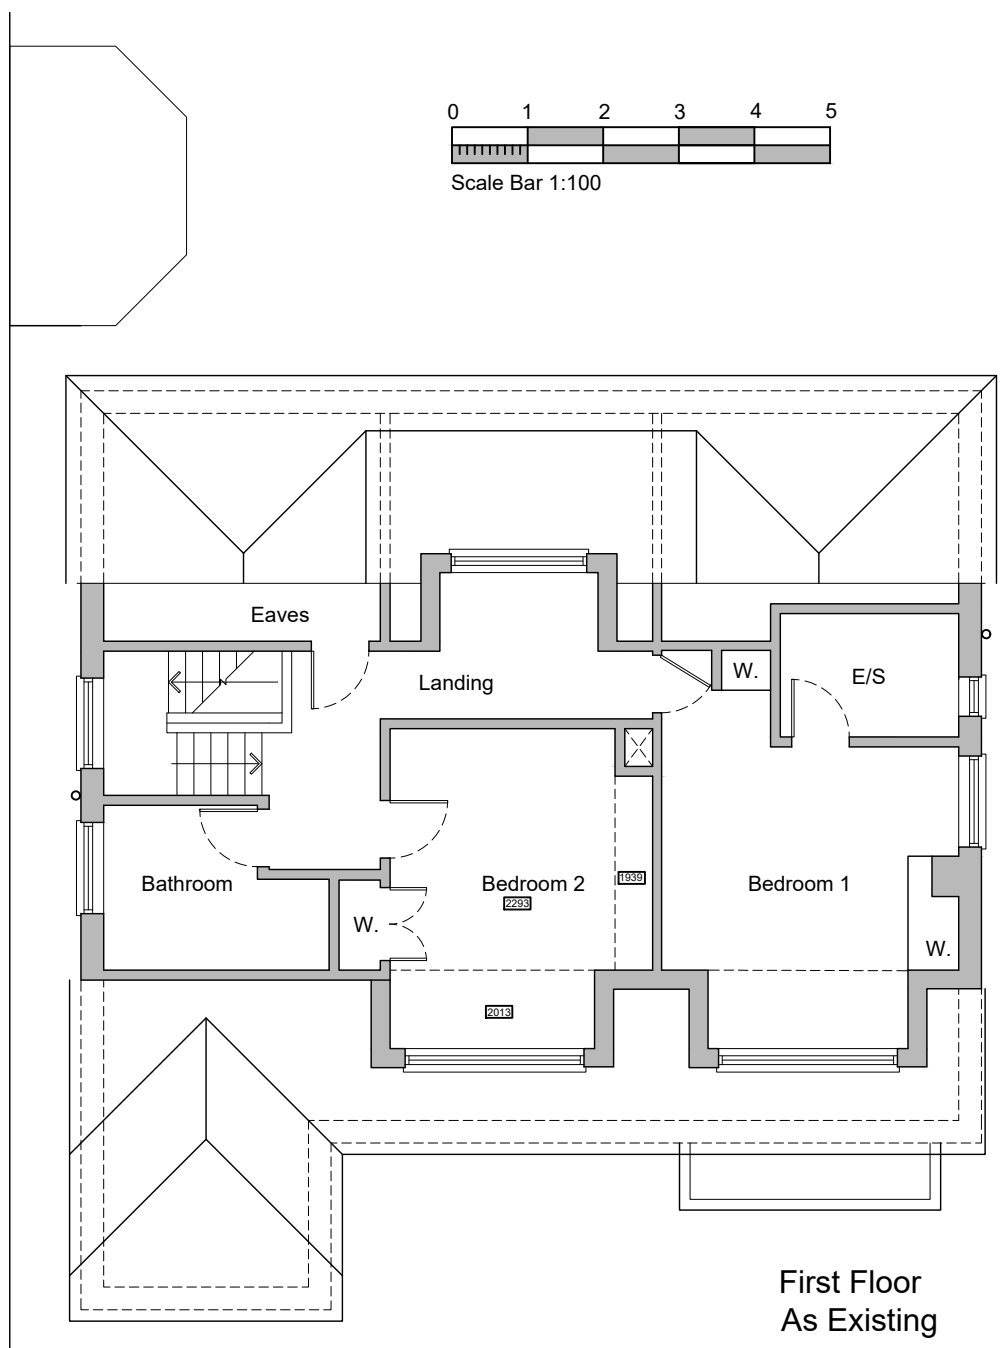 0 1 2 3 4 5
Scale Bar 1:100
Eaves
Landing
W.
E/S
Bathroom
W.
Bedroom 2
2293
1939
Bedroom 1
W.
2013
First Floor
As Existing